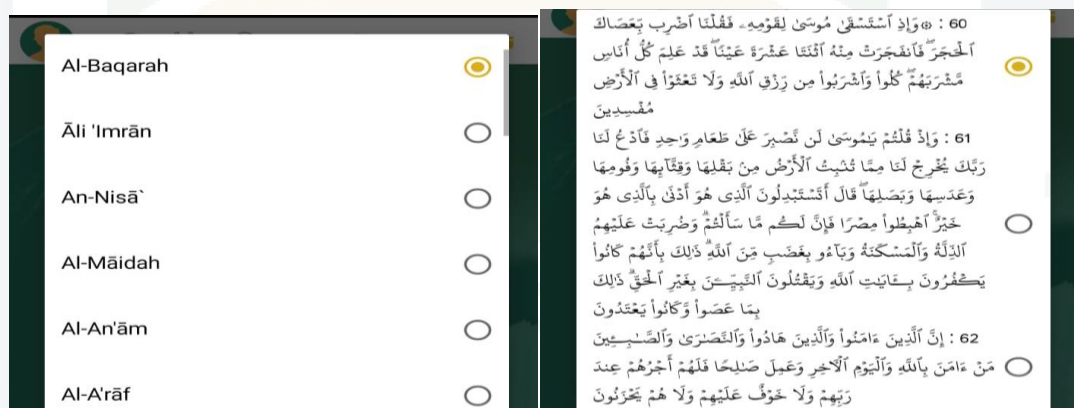 Al-Baqarah
Āli 'Imrān
An-Nisā`
Al-Māidah
Al-An'ām
Al-A'rāf
60 : ۞ وَإِذِ ٱسْتَسْقَىٰ مُوسَىٰ لِقَوْمِهِۦ فَقُلْنَا ٱضْرِب بِّعَصَاكَ
ٱلْحَجَرَ ۖ فَٱنفَجَرَتْ مِنْهُ ٱثْنَتَا عَشْرَةَ عَيْنًا ۖ قَدْ عَلِمَ كُلُّ أُنَاسٍ
مَّشْرَبَهُمْ ۖ كُلُوا۟ وَٱشْرَبُوا۟ مِن رِّزْقِ ٱللَّهِ وَلَا تَعْثَوْا۟ فِى ٱلْأَرْضِ
مُفْسِدِينَ
61 : وَإِذْ قُلْتُمْ يَٰمُوسَىٰ لَن نَّصْبِرَ عَلَىٰ طَعَامٍ وَٰحِدٍ فَٱدْعُ لَنَا
رَبَّكَ يُخْرِجْ لَنَا مِمَّا تُنۢبِتُ ٱلْأَرْضُ مِنۢ بَقْلِهَا وَقِثَّآئِهَا وَفُومِهَا
وَعَدَسِهَا وَبَصَلِهَا ۖ قَالَ أَتَسْتَبْدِلُونَ ٱلَّذِى هُوَ أَدْنَىٰ بِٱلَّذِى هُوَ
خَيْرٌ ۚ ٱهْبِطُوا۟ مِصْرًا فَإِنَّ لَكُم مَّا سَأَلْتُمْ ۗ وَضُرِبَتْ عَلَيْهِمُ
ٱلذِّلَّةُ وَٱلْمَسْكَنَةُ وَبَآءُو بِغَضَبٍ مِّنَ ٱللَّهِ ۗ ذَٰلِكَ بِأَنَّهُمْ كَانُوا۟
يَكْفُرُونَ بِـَٔايَٰتِ ٱللَّهِ وَيَقْتُلُونَ ٱلنَّبِيِّـۧنَ بِغَيْرِ ٱلْحَقِّ ۗ ذَٰلِكَ
بِمَا عَصَوا۟ وَّكَانُوا۟ يَعْتَدُونَ
62 : إِنَّ ٱلَّذِينَ ءَامَنُوا۟ وَٱلَّذِينَ هَادُوا۟ وَٱلنَّصَٰرَىٰ وَٱلصَّٰبِـِٔينَ
مَنْ ءَامَنَ بِٱللَّهِ وَٱلْيَوْمِ ٱلْءَاخِرِ وَعَمِلَ صَٰلِحًا فَلَهُمْ أَجْرُهُمْ عِندَ
رَبِّهِمْ وَلَا خَوْفٌ عَلَيْهِمْ وَلَا هُمْ يَحْزَنُونَ